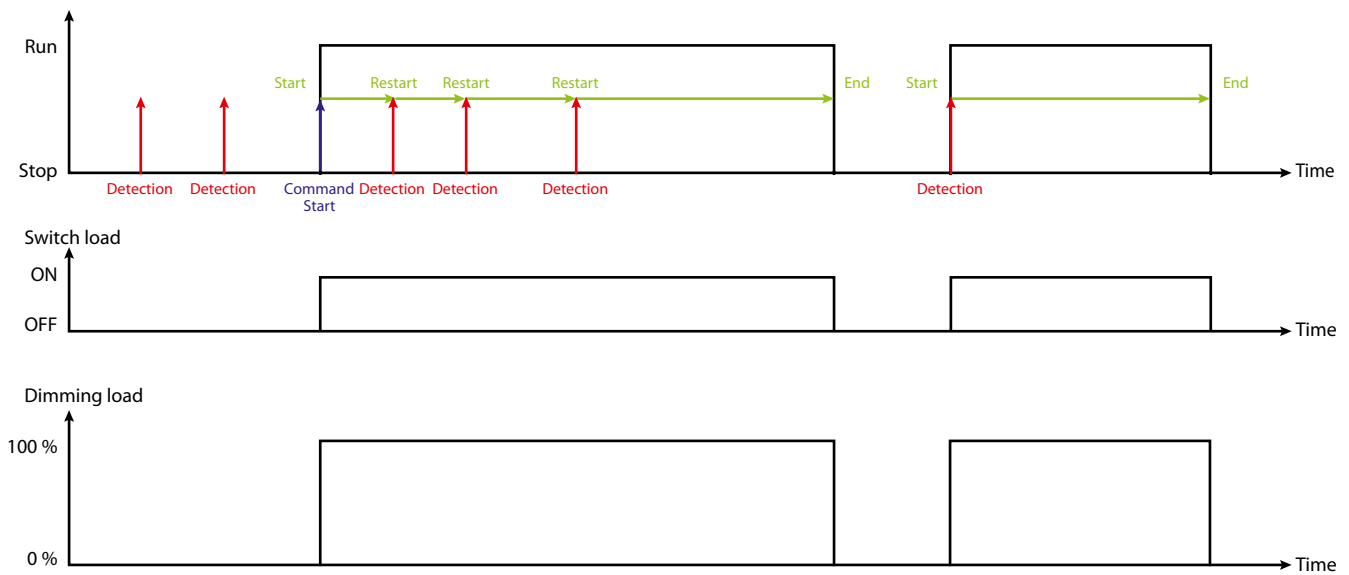 Run
Start Restart Restart Restart End Start End
Stop
Time
Detection Detection Command Detection Detection Detection Detection
Start
Switch load
ON
OFF
Time
Dimming load
100 %
0 %
Time